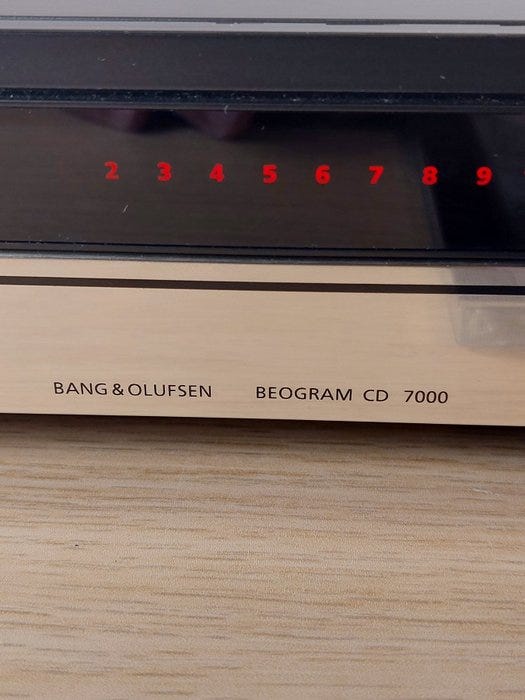 2 3 4 5 6 7 8 9
BANG & OLUFSEN BEOGRAM CD 7000